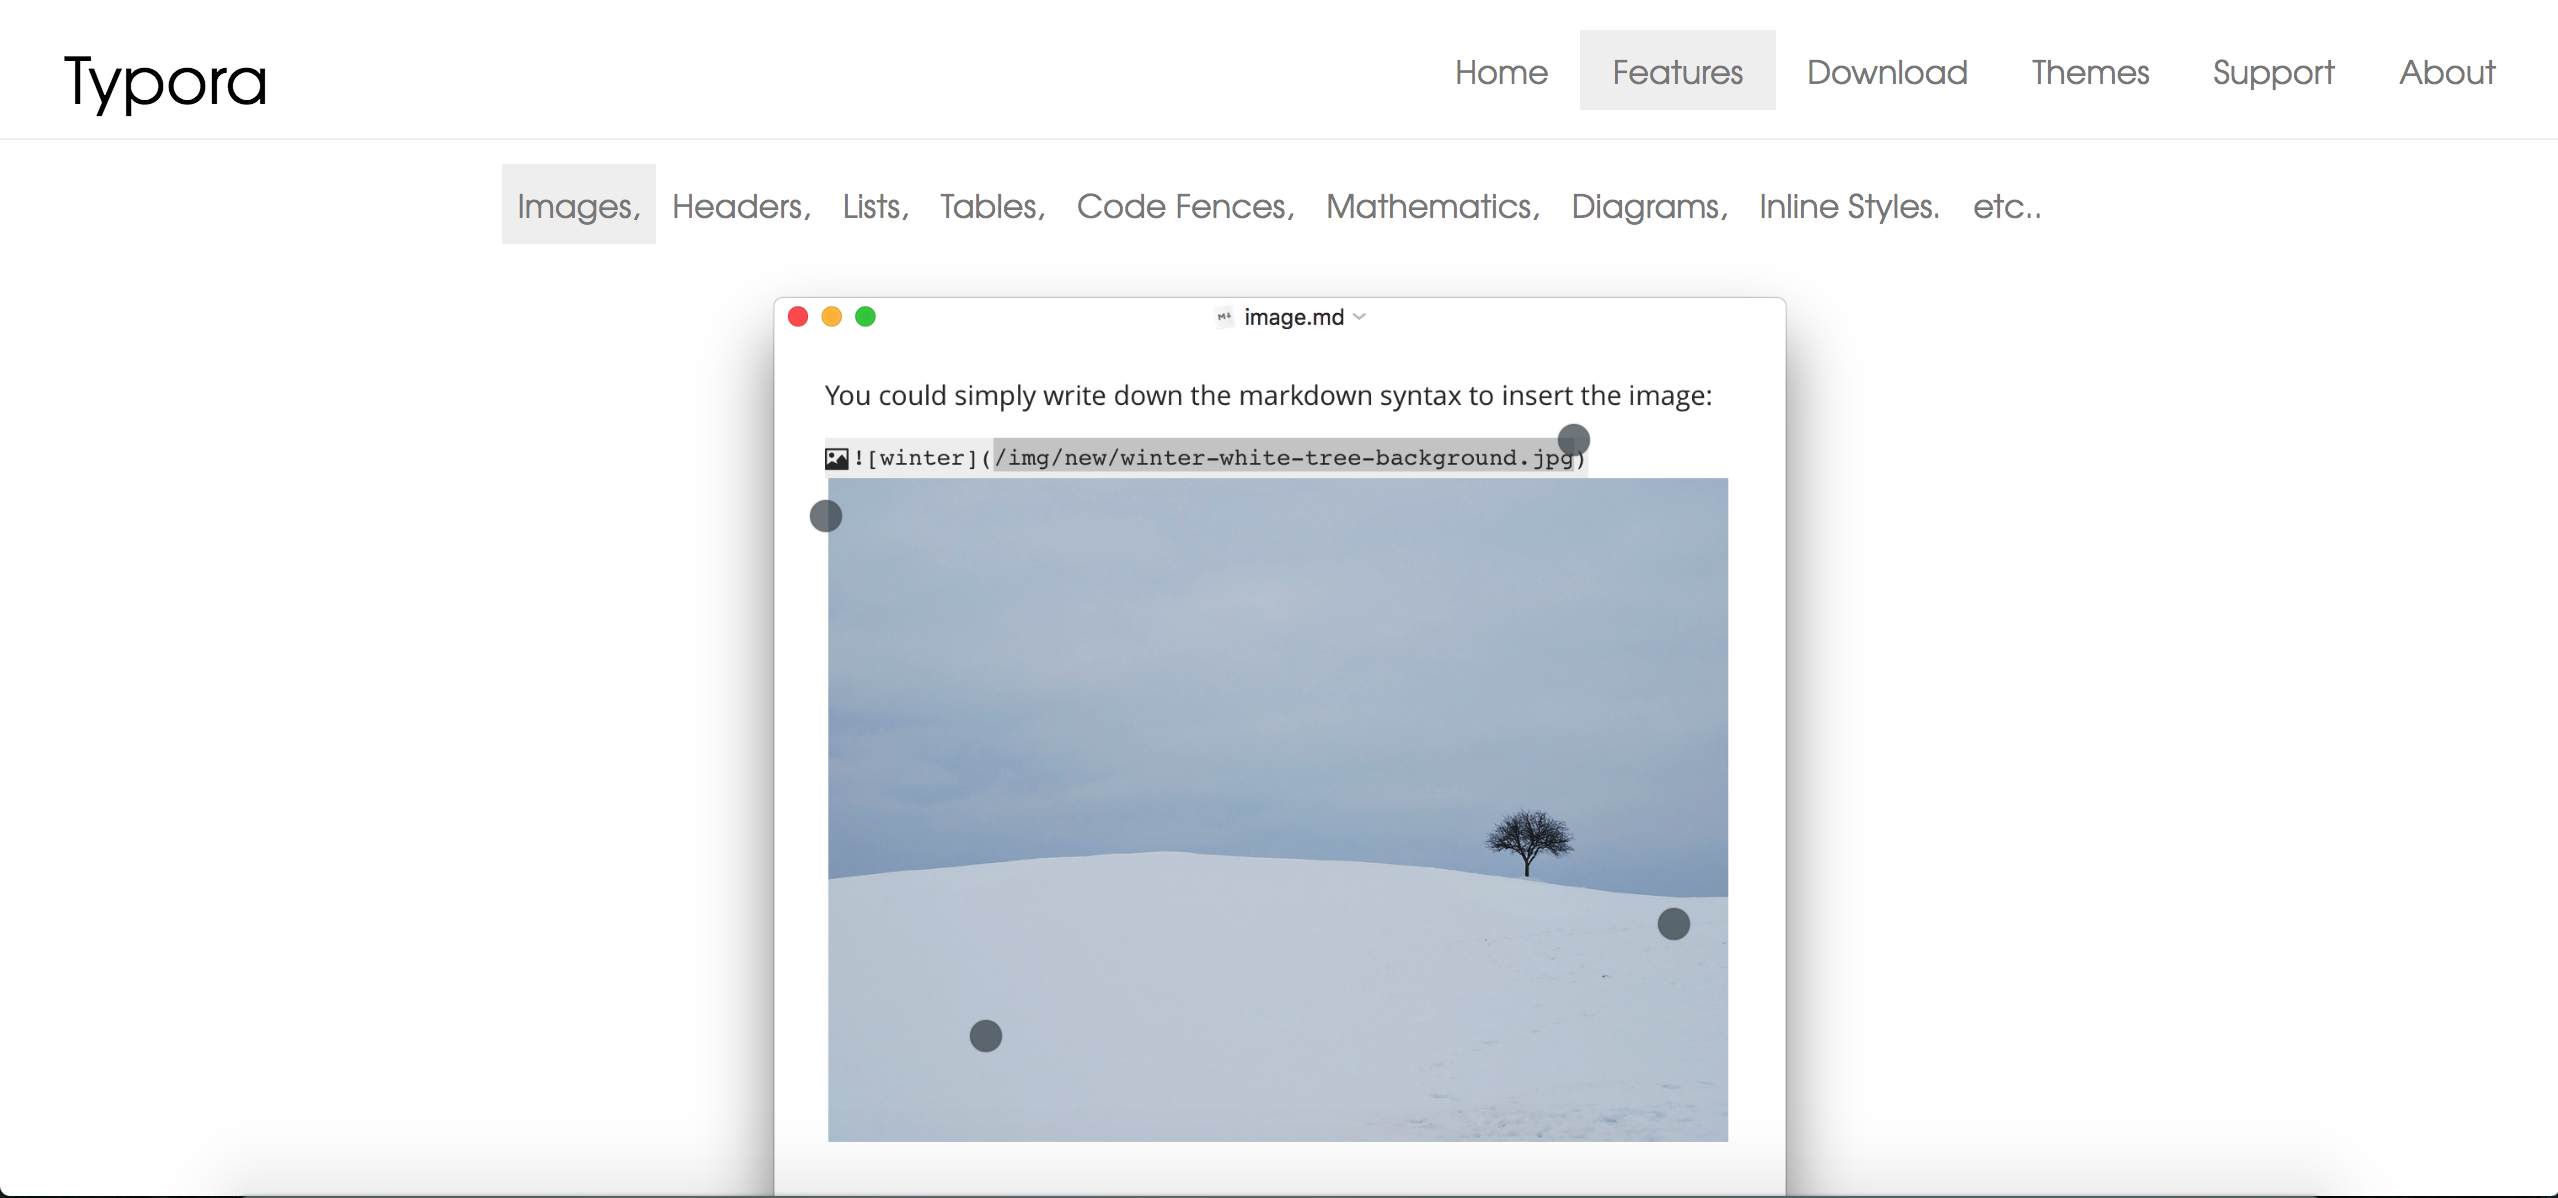 Typora
Home Features Download Themes Support About
Images, Headers, Lists, Tables, Code Fences, Mathematics, Diagrams, Inline Styles. etc..
image.md
You could simply write down the markdown syntax to insert the image:
![winter](/img/new/winter-white-tree-background.jpg)